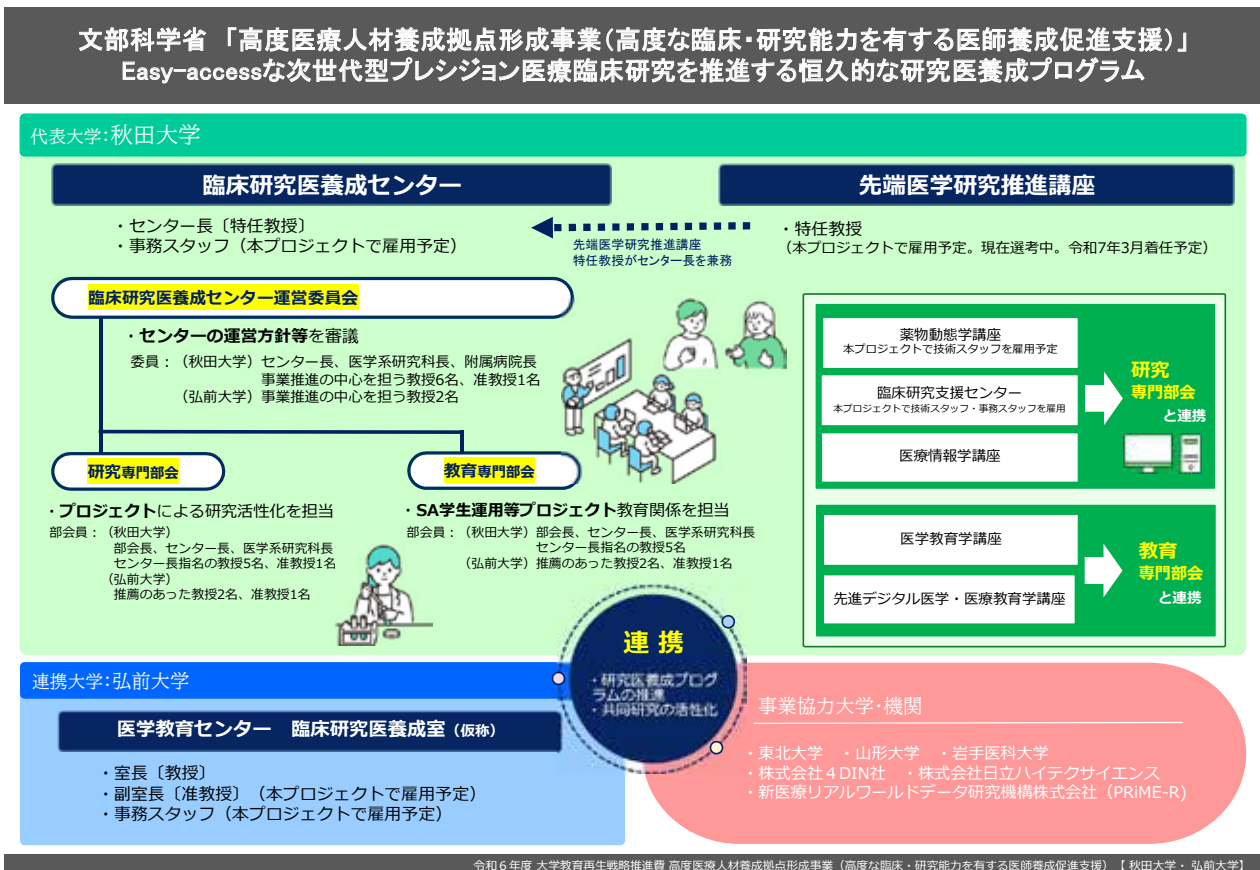 文部科学省 「高度医療人材養成拠点形成事業(高度な臨床・研究能力を有する医師養成促進支援)」
Easy-accessな次世代型プレシジョン医療臨床研究を推進する恒久的な研究医養成プログラム
代表大学:秋田大学
臨床研究医養成センター
・センター長〔特任教授〕
・事務スタッフ（本プロジェクトで雇用予定）
先端医学研究推進講座
特任教授がセンター長を兼務
先端医学研究推進講座
・特任教授
（本プロジェクトで雇用予定。現在選考中。令和7年3月着任予定）
臨床研究医養成センター運営委員会
・センターの運営方針等を審議
委員：（秋田大学）センター長、医学系研究科長、附属病院長
事業推進の中心を担う教授6名、准教授1名
（弘前大学）事業推進の中心を担う教授2名
研究専門部会
・プロジェクトによる研究活性化を担当
部会員：（秋田大学）
部会長、センター長、医学系研究科長
センター長指名の教授5名、准教授1名
（弘前大学）
推薦のあった教授2名、准教授1名
教育専門部会
・SA学生運用等プロジェクト教育関係を担当
部会員：（秋田大学）部会長、センター長、医学系研究科長
センター長指名の教授5名
（弘前大学）推薦のあった教授2名、准教授1名
薬物動態学講座
本プロジェクトで技術スタッフを雇用予定
臨床研究支援センター
本プロジェクトで技術スタッフ・事務スタッフを雇用
医療情報学講座
研究
専門部会
と連携
医学教育学講座
先進デジタル医学・医療教育学講座
教育
専門部会
と連携
連携
・研究医養成プログ
ラムの推進
・共同研究の活性化
連携大学:弘前大学
医学教育センター　臨床研究医養成室（仮称）
・室長〔教授〕
・副室長〔准教授〕（本プロジェクトで雇用予定）
・事務スタッフ（本プロジェクトで雇用予定）
事業協力大学・機関
・東北大学　・山形大学　・岩手医科大学
・株式会社４DIN社　・株式会社日立ハイテクサイエンス
・新医療リアルワールドデータ研究機構株式会社（PRiME-R)
令和６年度 大学教育再生戦略推進費 高度医療人材養成拠点形成事業（高度な臨床・研究能力を有する医師養成促進支援）【 秋田大学・ 弘前大学】